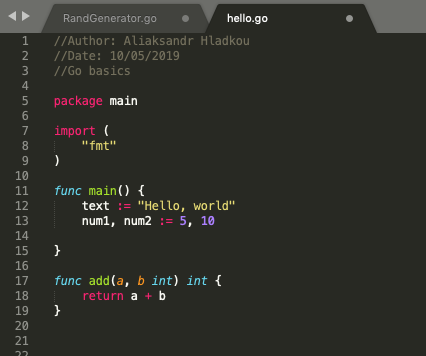 RandGenerator.go hello.go
1 //Author: Aliaksandr Hladkou
2 //Date: 10/05/2019
3 //Go basics
4
5 package main
6
7 import (
8     "fmt"
9 )
10
11 func main() {
12     text := "Hello, world"
13     num1, num2 := 5, 10
14
15 }
16
17 func add(a, b int) int {
18     return a + b
19 }
20
21
22